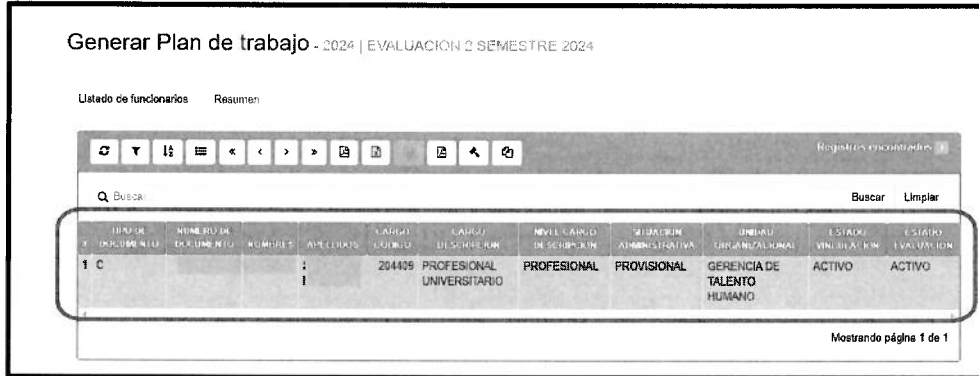 Generar Plan de trabajo - 2024 | EVALUACION 2 SEMESTRE 2024
Listado de funcionarios Resumen
Registros encontrados
Buscar Buscar Limpiar
TIPO DE DOCUMENTO NUMERO DE DOCUMENTO NOMBRES APELLIDOS CARGO CODIGO CARGO DESCRIPCION NIVEL CARGO DESCRIPCION SITUACION ADMINISTRATIVA UNIDAD ORGANIZACIONAL ESTADO VINCULACION ESTADO EVALUACION
1 C 204409 PROFESIONAL UNIVERSITARIO PROFESIONAL PROVISIONAL GERENCIA DE TALENTO HUMANO ACTIVO ACTIVO
Mostrando página 1 de 1